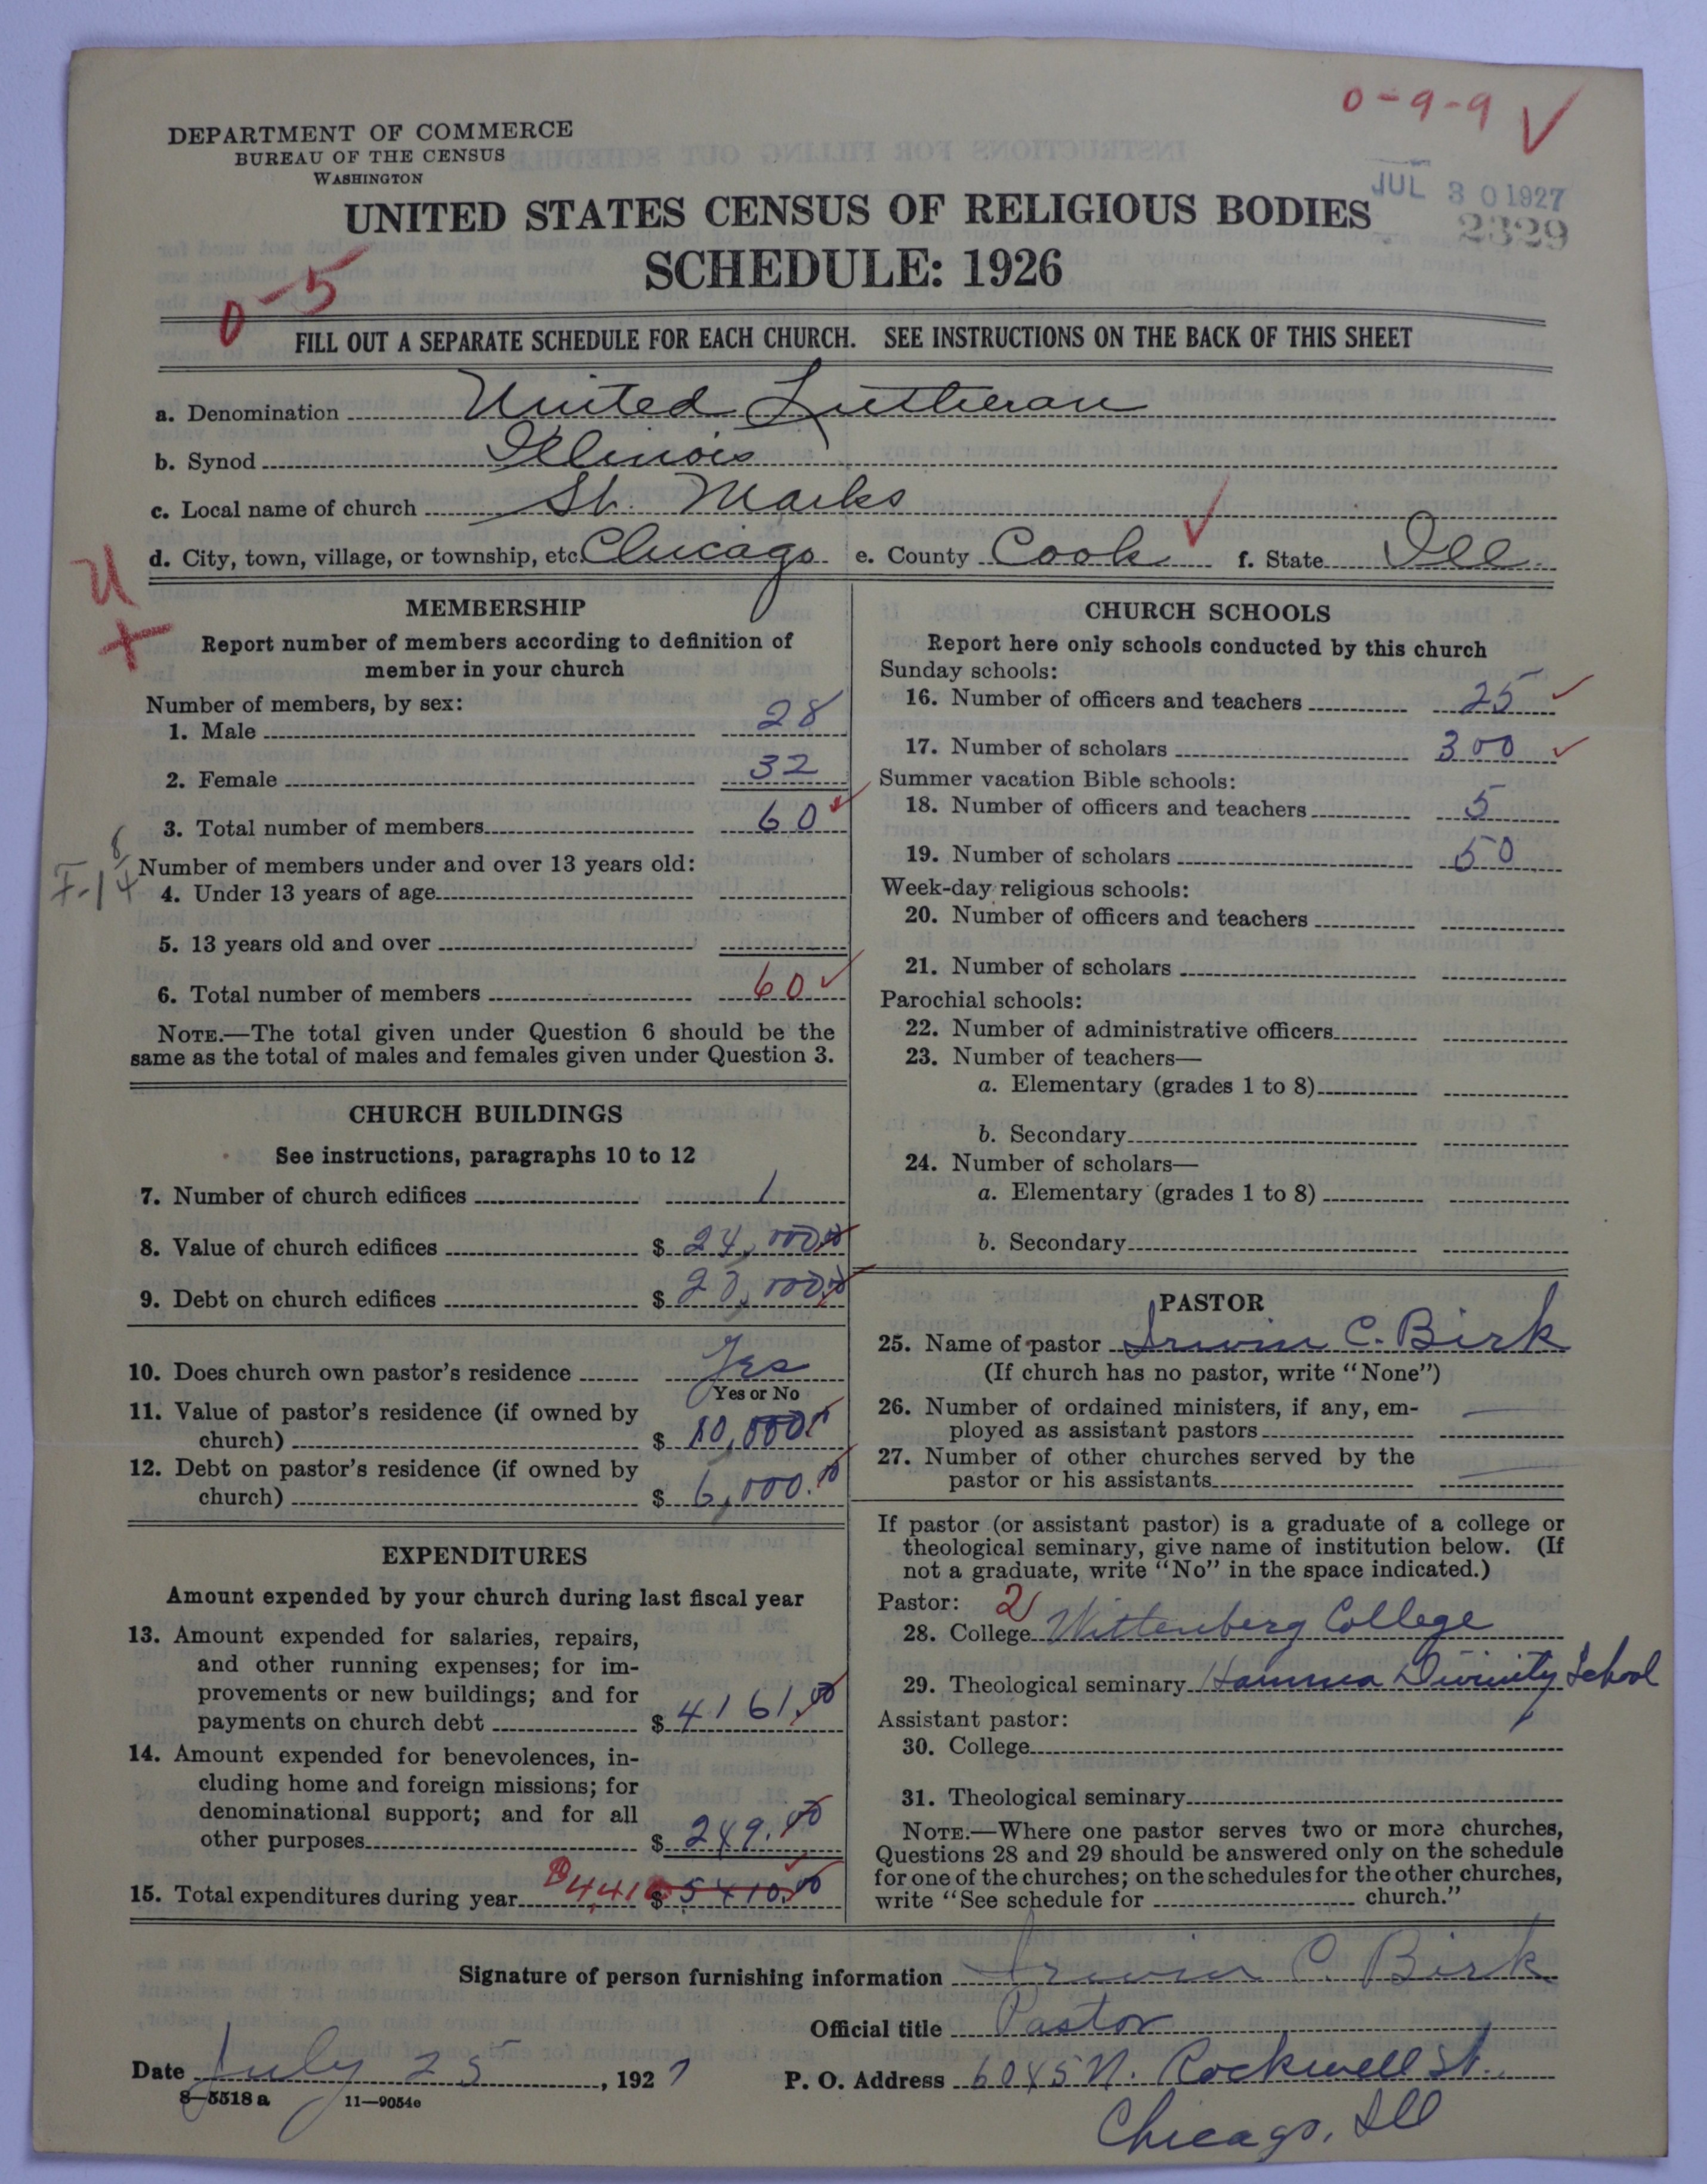 0-9-9 ✓
DEPARTMENT OF COMMERCE
BUREAU OF THE CENSUS
WASHINGTON
JUL 30 1927
2329
UNITED STATES CENSUS OF RELIGIOUS BODIES
SCHEDULE: 1926
0-5
FILL OUT A SEPARATE SCHEDULE FOR EACH CHURCH. SEE INSTRUCTIONS ON THE BACK OF THIS SHEET
a. Denomination United Lutheran
b. Synod Illinois
c. Local name of church St. Marks
d. City, town, village, or township, etc. Chicago e. County Cook f. State Ill.
MEMBERSHIP
Report number of members according to definition of
member in your church
Number of members, by sex:
1. Male 28
2. Female 32
3. Total number of members 60
Number of members under and over 13 years old:
4. Under 13 years of age
5. 13 years old and over
6. Total number of members 60
NOTE.—The total given under Question 6 should be the
same as the total of males and females given under Question 3.
CHURCH BUILDINGS
See instructions, paragraphs 10 to 12
7. Number of church edifices 1
8. Value of church edifices $ 24,000.00
9. Debt on church edifices $ 20,000.00
10. Does church own pastor's residence Yes
Yes or No
11. Value of pastor's residence (if owned by
church) $ 10,000.
12. Debt on pastor's residence (if owned by
church) $ 6,000.00
EXPENDITURES
Amount expended by your church during last fiscal year
13. Amount expended for salaries, repairs,
and other running expenses; for im-
provements or new buildings; and for
payments on church debt $ 4161.00
14. Amount expended for benevolences, in-
cluding home and foreign missions; for
denominational support; and for all
other purposes $ 249.00
15. Total expenditures during year $4,410 $ 5410.00
CHURCH SCHOOLS
Report here only schools conducted by this church
Sunday schools:
16. Number of officers and teachers 25
17. Number of scholars 300
Summer vacation Bible schools:
18. Number of officers and teachers 5
19. Number of scholars 50
Week-day religious schools:
20. Number of officers and teachers
21. Number of scholars
Parochial schools:
22. Number of administrative officers
23. Number of teachers—
a. Elementary (grades 1 to 8)
b. Secondary
24. Number of scholars—
a. Elementary (grades 1 to 8)
b. Secondary
PASTOR
25. Name of pastor Irwin C. Birk
(If church has no pastor, write "None")
26. Number of ordained ministers, if any, em-
ployed as assistant pastors
27. Number of other churches served by the
pastor or his assistants
If pastor (or assistant pastor) is a graduate of a college or
theological seminary, give name of institution below. (If
not a graduate, write "No" in the space indicated.)
Pastor: 2
28. College Wittenberg College
29. Theological seminary Hamma Divinity School
Assistant pastor:
30. College
31. Theological seminary
NOTE.—Where one pastor serves two or more churches,
Questions 28 and 29 should be answered only on the schedule
for one of the churches; on the schedules for the other churches,
write "See schedule for church."
Signature of person furnishing information Irwin C. Birk
Official title Pastor
Date July 25, 1927 P. O. Address 6045 N. Rockwell St.
Chicago, Ill
8—5518 a 11—9054e